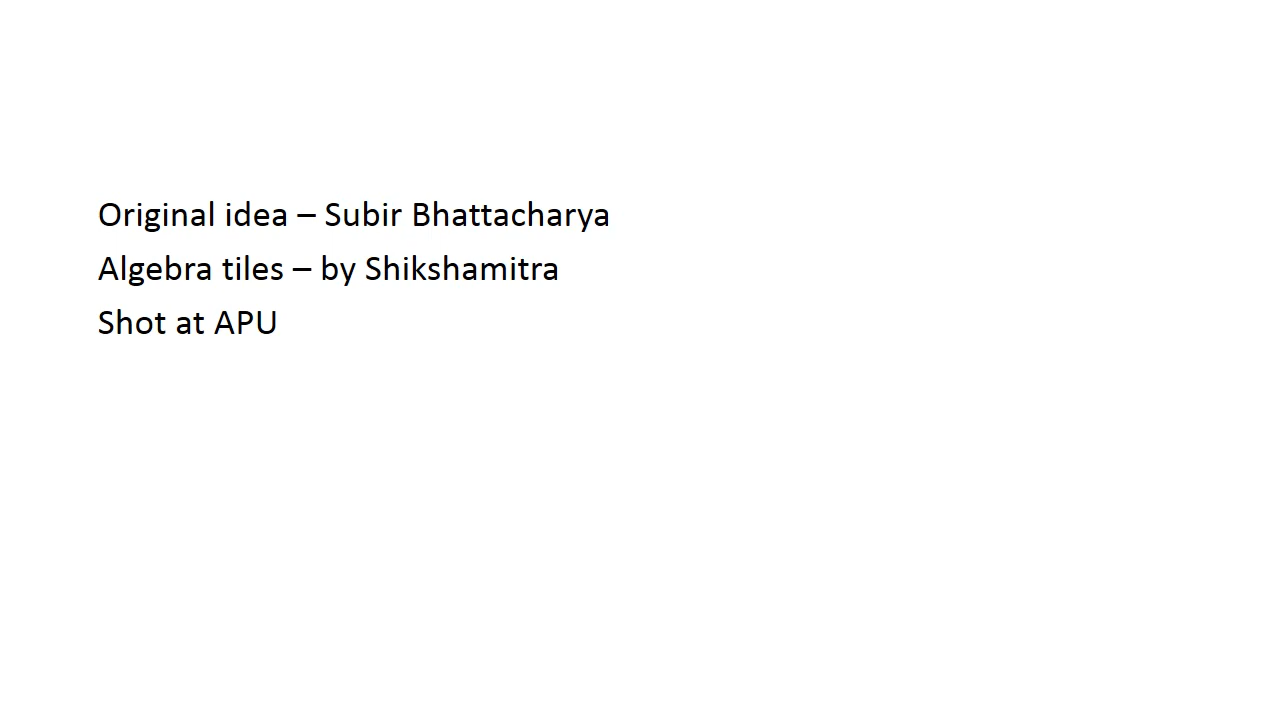 Original idea – Subir Bhattacharya
Algebra tiles – by Shikshamitra
Shot at APU